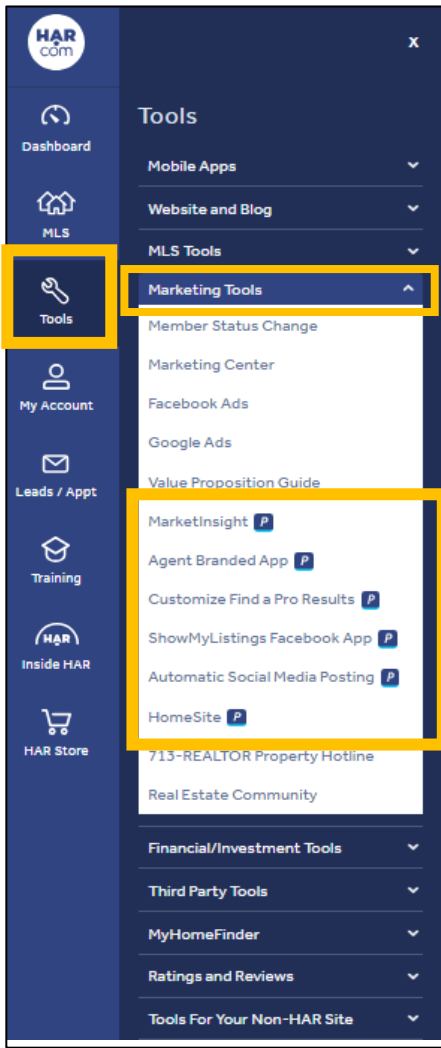 HAR
com
x
Dashboard
MLS
Tools
My Account
Leads / Appt
Training
HAR
Inside HAR
HAR Store
Tools
Mobile Apps
Website and Blog
MLS Tools
Marketing Tools
Member Status Change
Marketing Center
Facebook Ads
Google Ads
Value Proposition Guide
MarketInsight P
Agent Branded App P
Customize Find a Pro Results P
ShowMyListings Facebook App P
Automatic Social Media Posting P
HomeSite P
713-REALTOR Property Hotline
Real Estate Community
Financial/Investment Tools
Third Party Tools
MyHomeFinder
Ratings and Reviews
Tools For Your Non-HAR Site